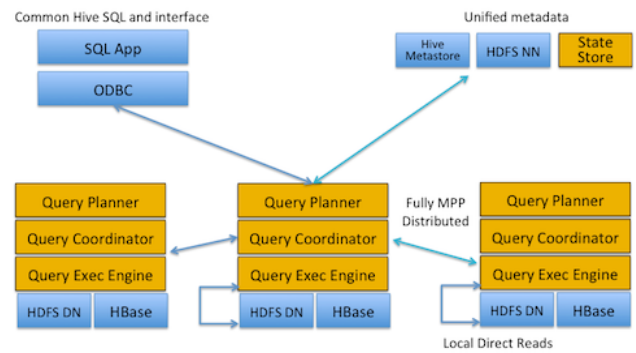 Common Hive SQL and interface
Unified metadata
SQL App
ODBC
Hive
Metastore
HDFS NN
State
Store
Query Planner
Query Coordinator
Query Exec Engine
HDFS DN
HBase
Query Planner
Query Coordinator
Query Exec Engine
HDFS DN
HBase
Fully MPP
Distributed
Query Planner
Query Coordinator
Query Exec Engine
HDFS DN
HBase
Local Direct Reads